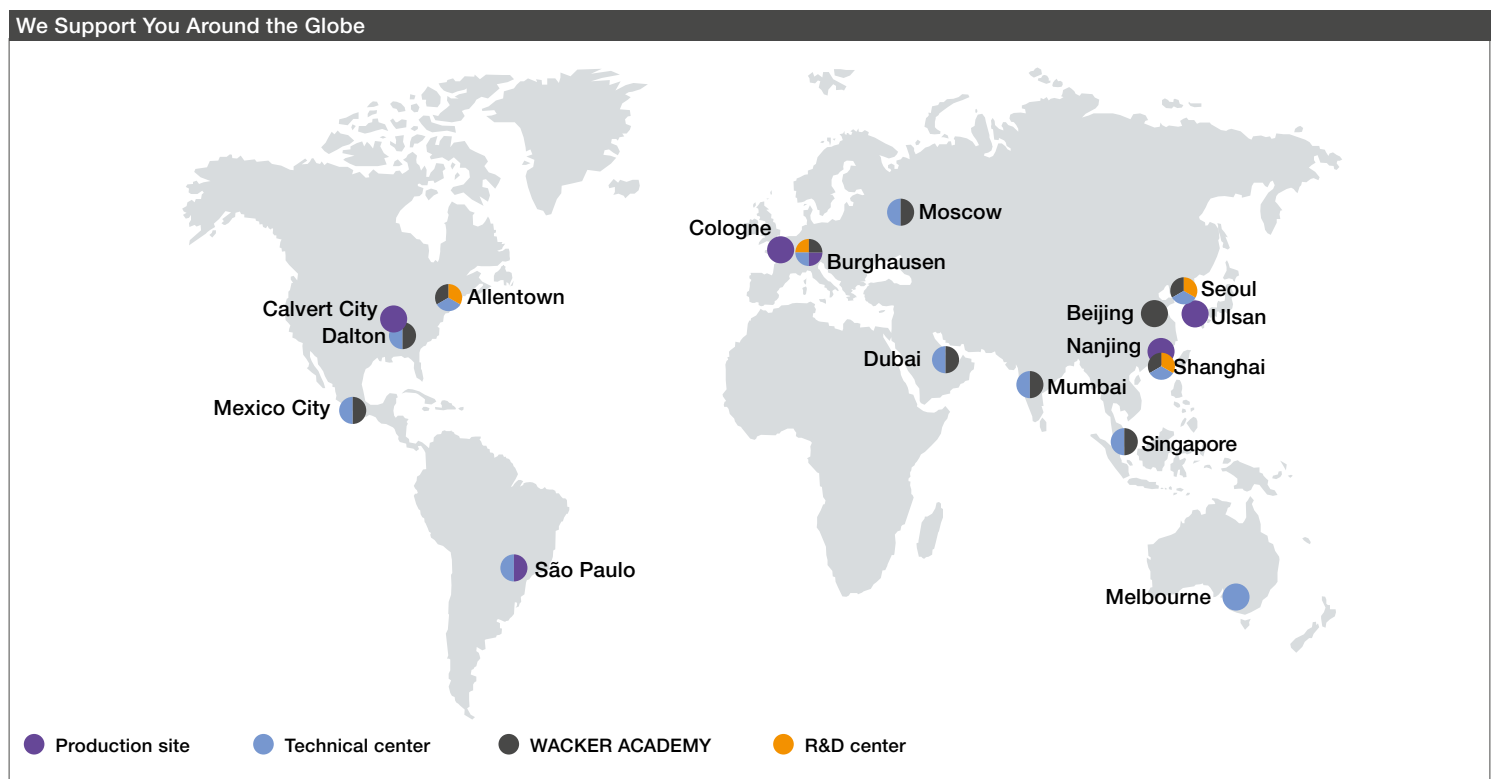 We Support You Around the Globe
Moscow
Cologne
Burghausen
Allentown
Seoul
Calvert City
Beijing
Ulsan
Dalton
Nanjing
Dubai
Shanghai
Mumbai
Mexico City
Singapore
São Paulo
Melbourne
Production site
Technical center
WACKER ACADEMY
R&D center